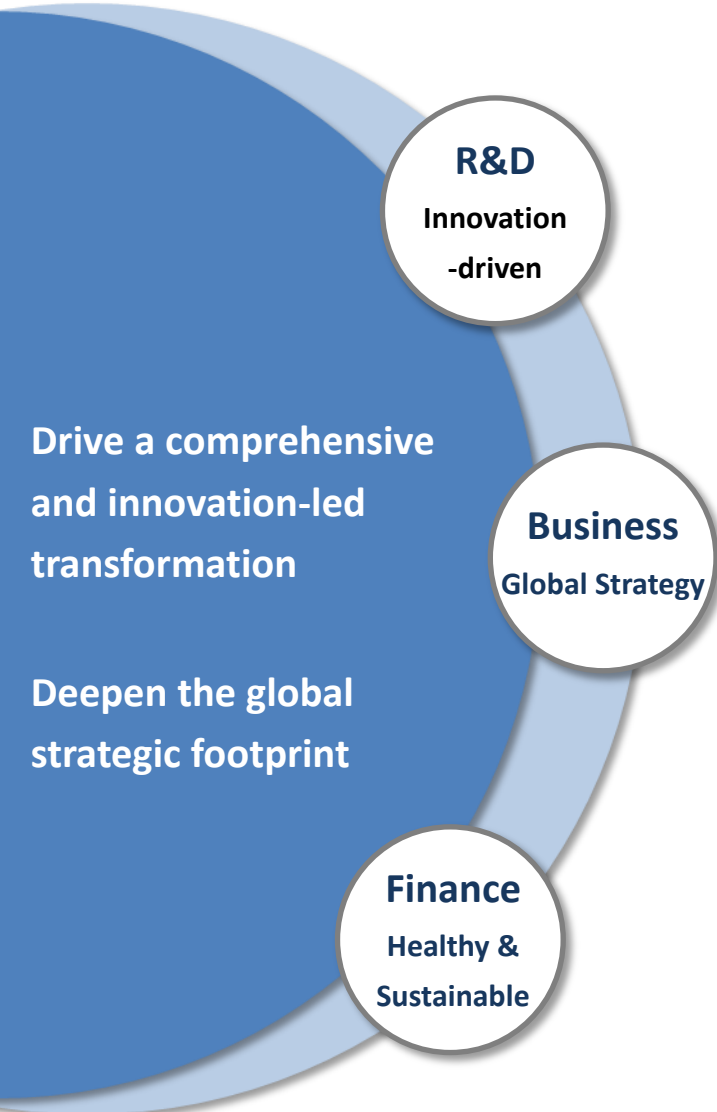 R&D
Innovation
-driven
Drive a comprehensive
and innovation-led
transformation
Deepen the global
strategic footprint
Business
Global Strategy
Finance
Healthy &
Sustainable